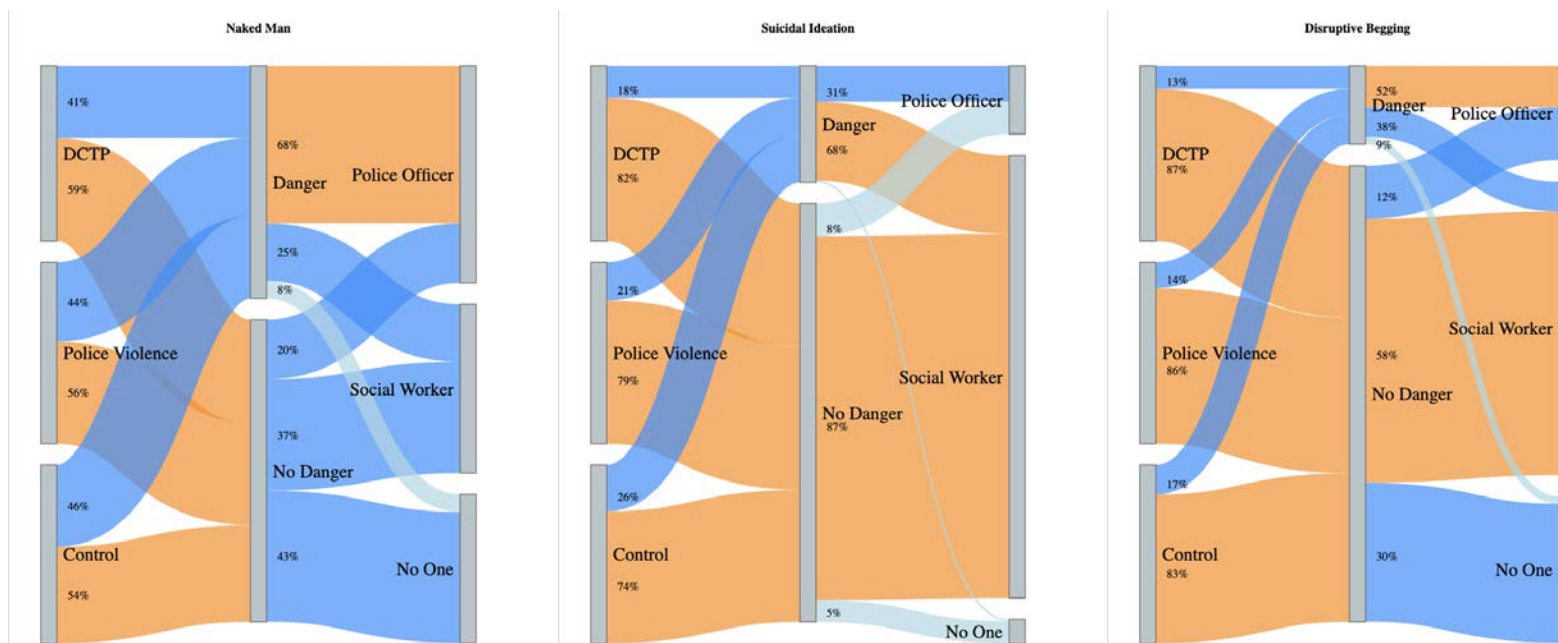 Naked Man
41%
DCTP
59%
44%
Police Violence
56%
46%
Control
54%
68%
Danger
25%
8%
20%
37%
No Danger
43%
Police Officer
Social Worker
No One
Suicidal Ideation
18%
DCTP
82%
21%
Police Violence
79%
26%
Control
74%
31%
Danger
68%
8%
No Danger
87%
5%
Police Officer
Social Worker
No One
Disruptive Begging
13%
DCTP
87%
14%
Police Violence
86%
17%
Control
83%
52%
Danger
38%
9%
12%
58%
No Danger
30%
Police Officer
Social Worker
No One